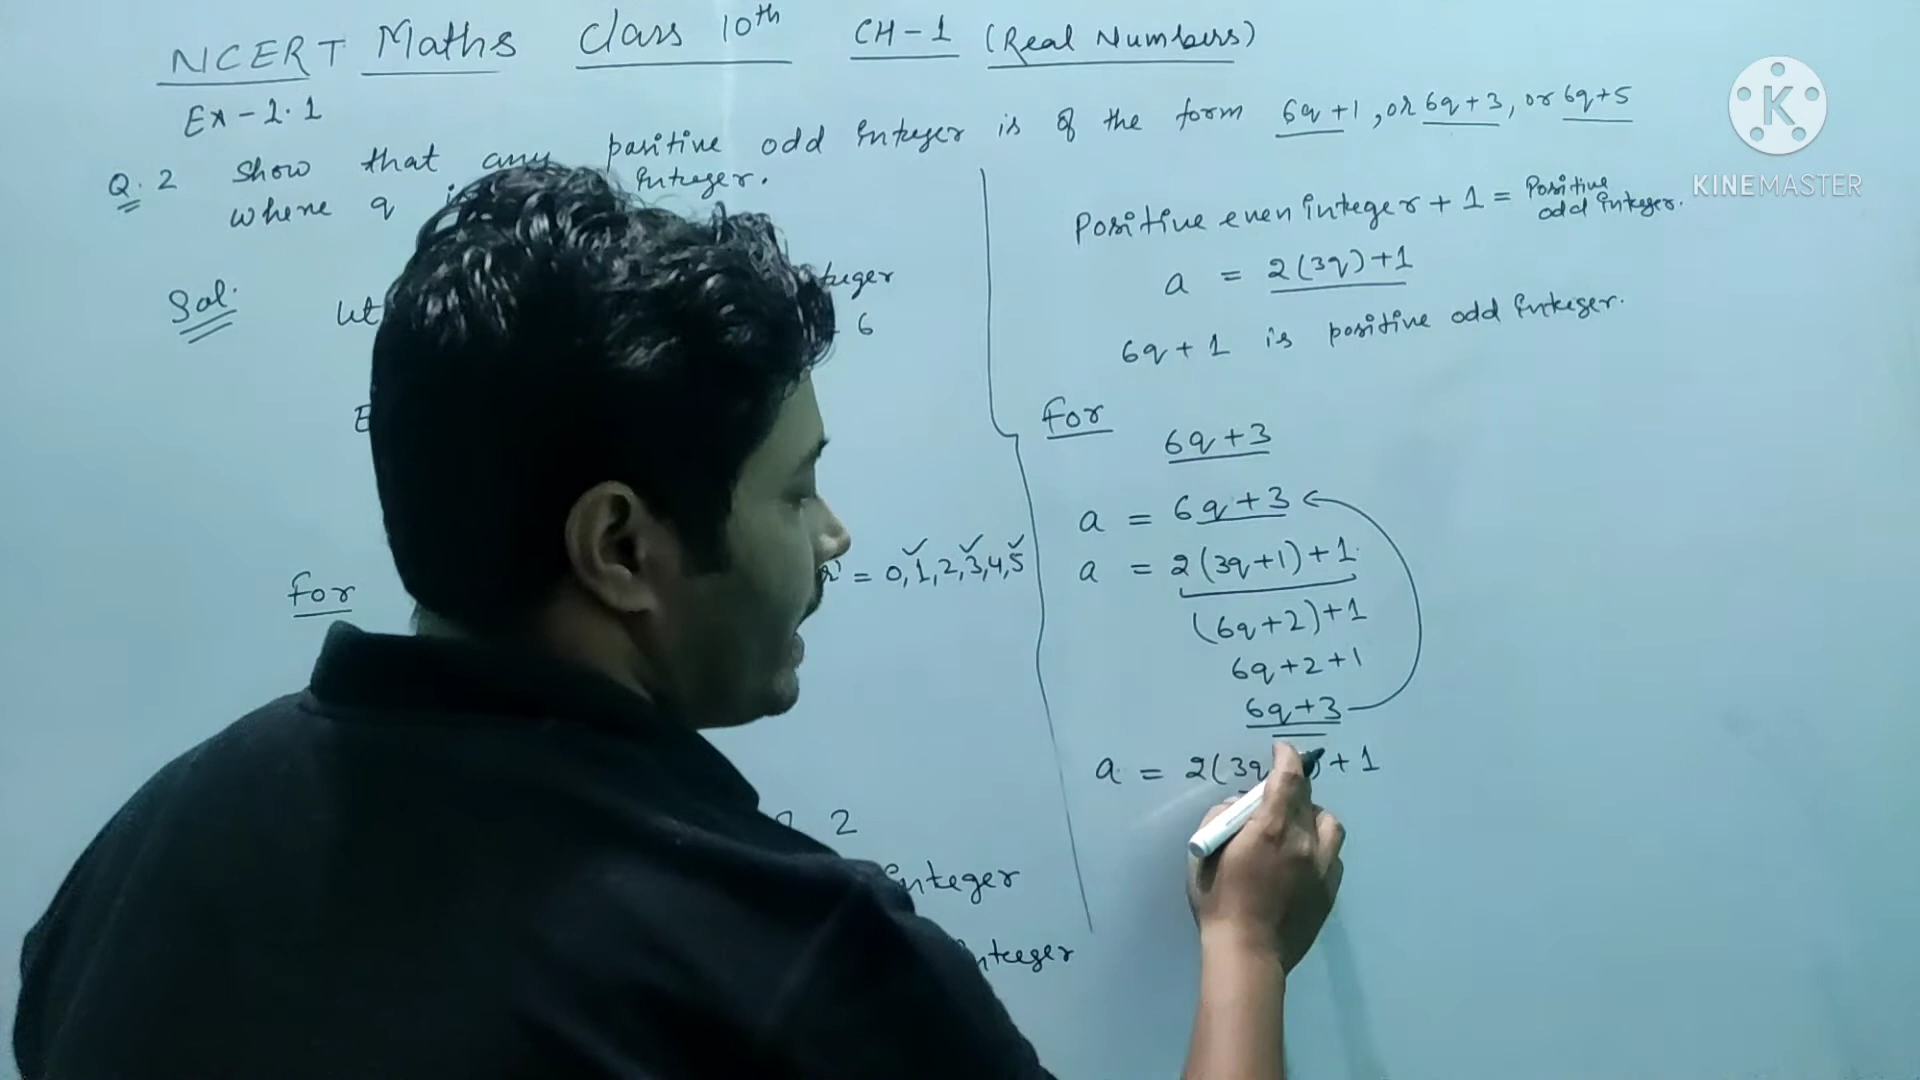 NCERT Maths Class 10th CH-1 (Real Numbers)
Ex-1.1
Q.2 Show that any positive odd integer is of the form 6q+1, or 6q+3, or 6q+5
where q integer.
Sol. let
6
For
= 0,1,2,3,4,5
2
integer
Positive even integer + 1 = Positive odd integer.
a = 2(3q)+1
6q+1 is positive odd integer.
For
6q+3
a = 6q+3
a = 2(3q+1)+1
(6q+2)+1
6q+2+1
6q+3
a = 2(3q )+1
K
KINEMASTER